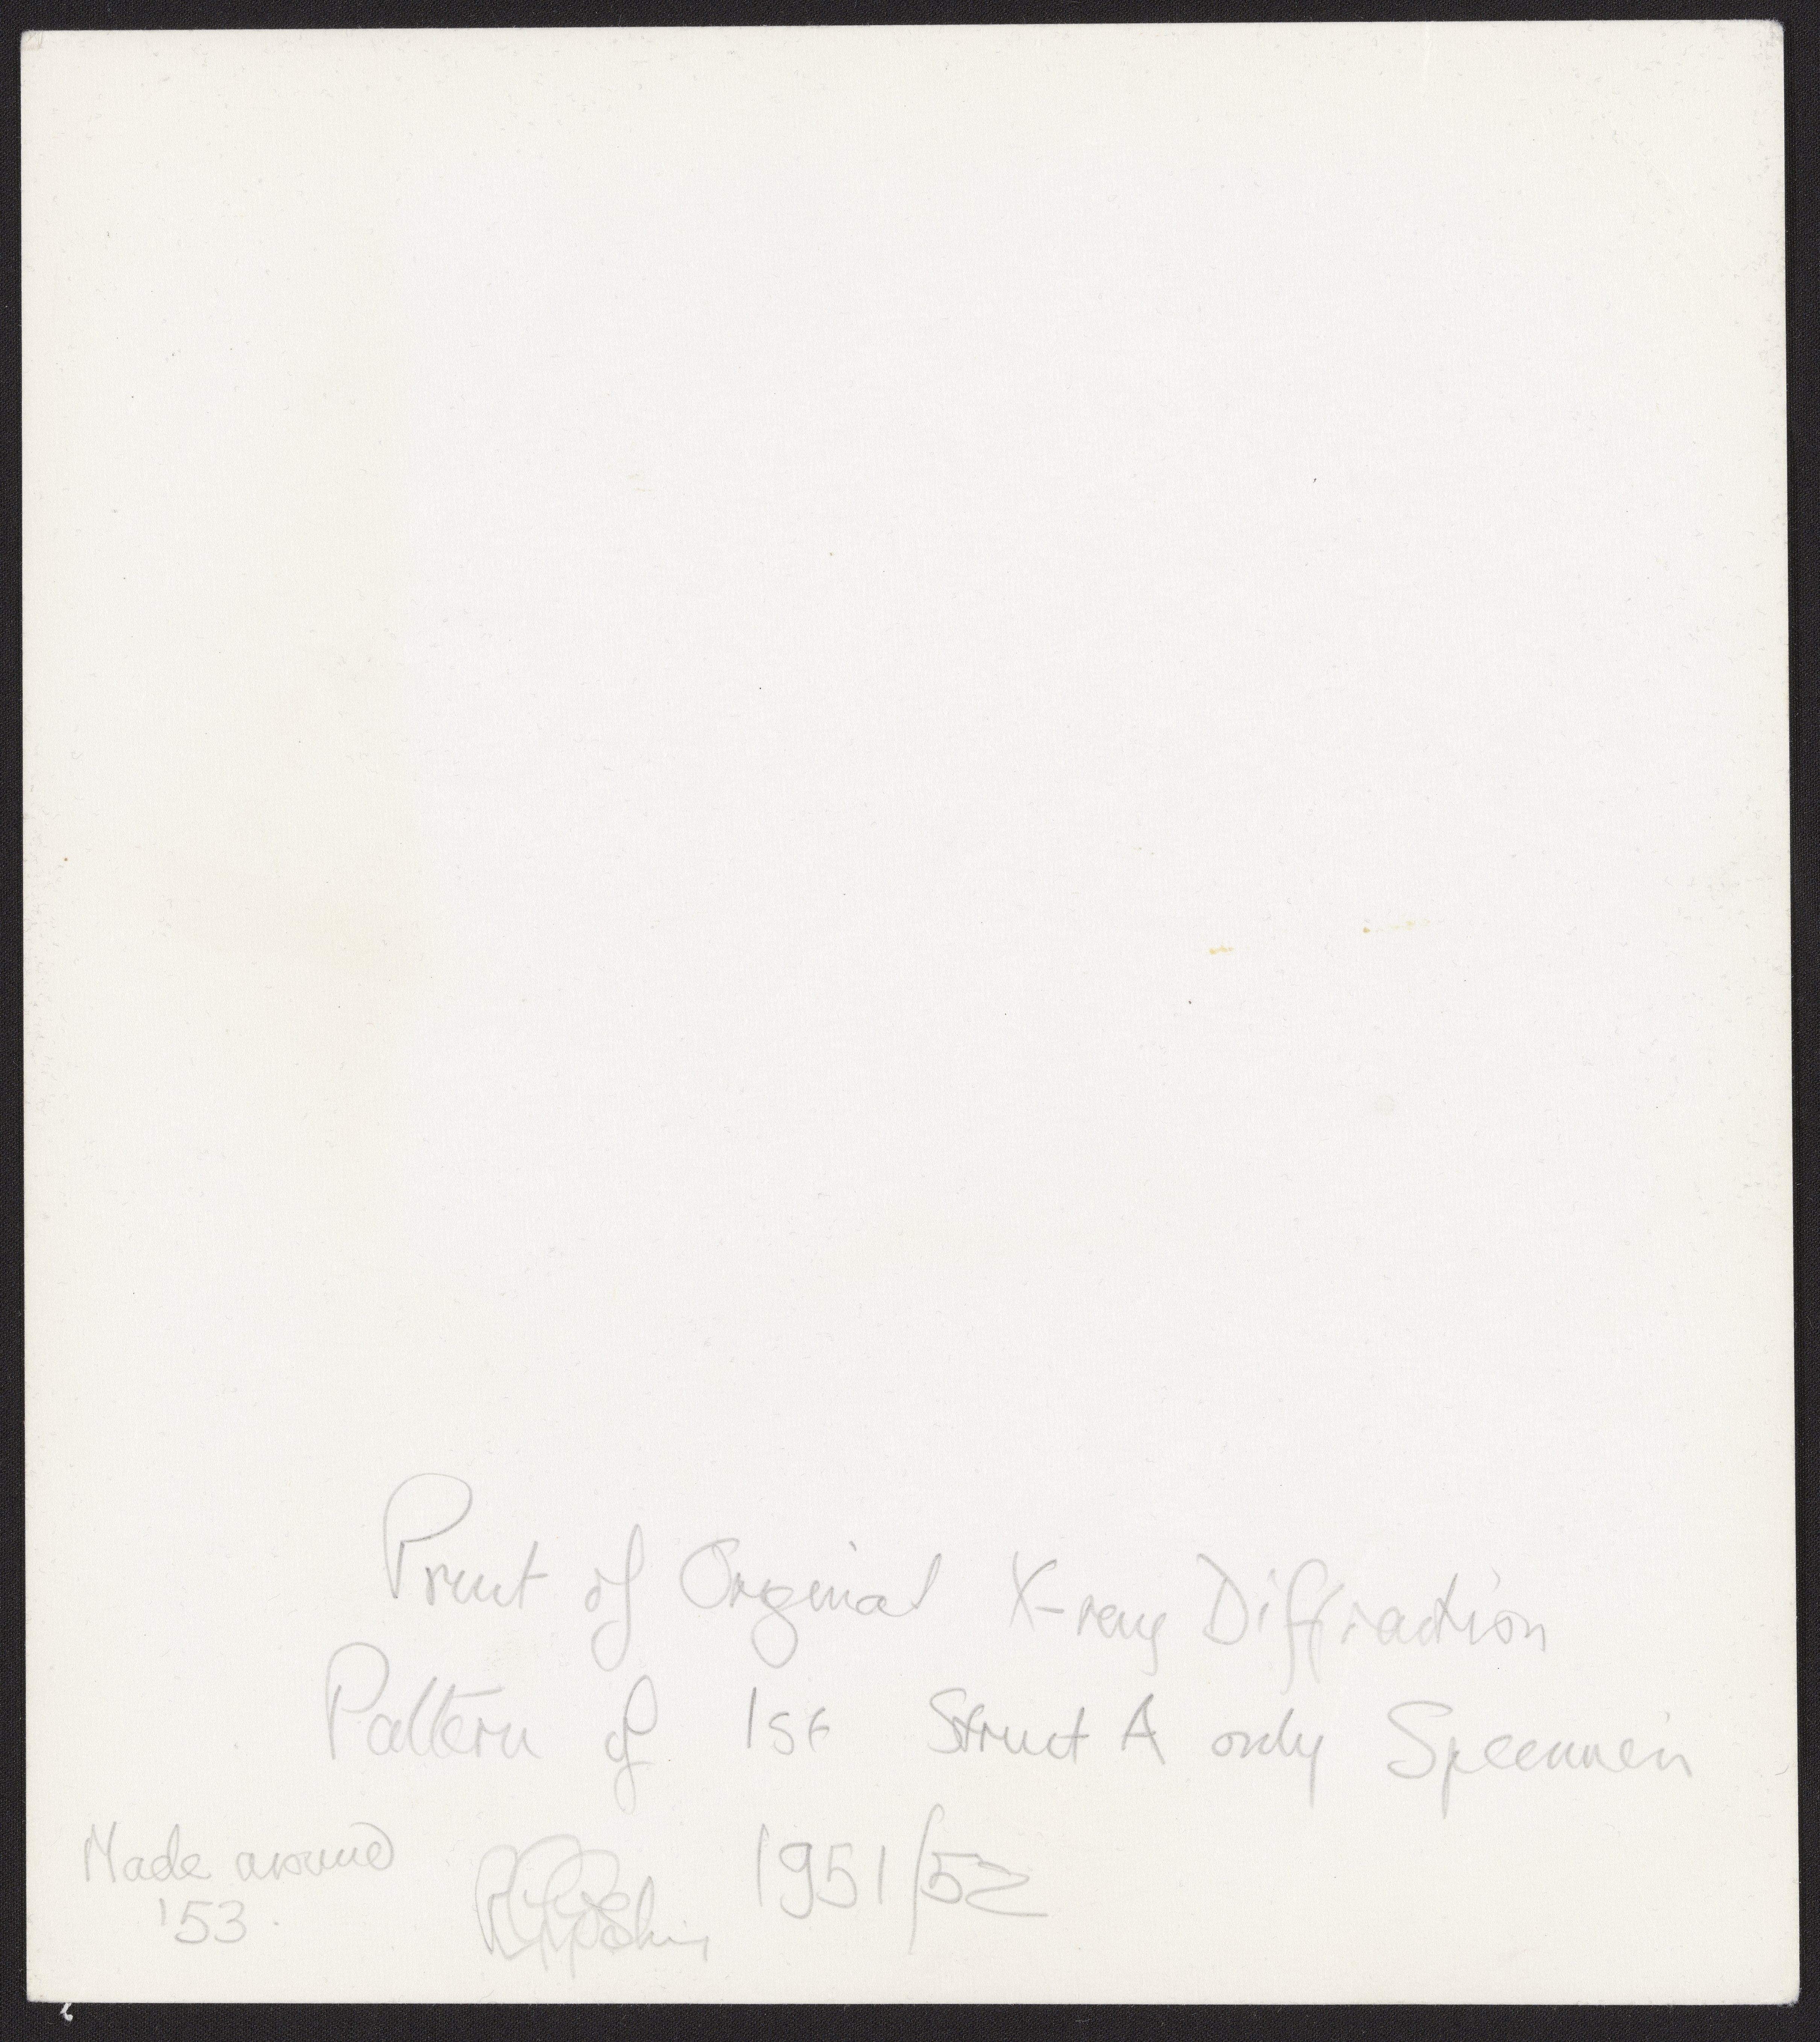 Print of Original X-ray Diffraction
Pattern of 1st Struct A only Specimen
Made around
'53.
1951/52